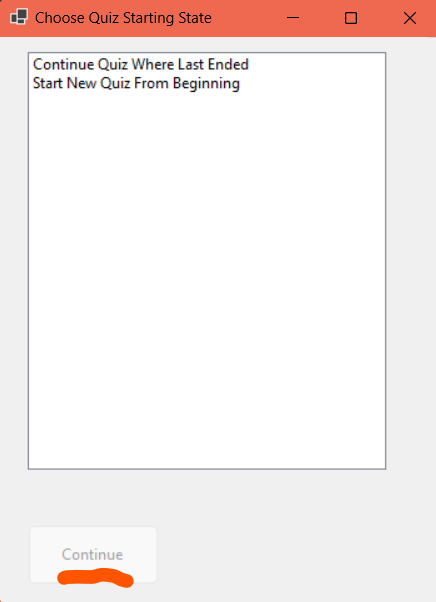 Choose Quiz Starting State
Continue Quiz Where Last Ended
Start New Quiz From Beginning
Continue